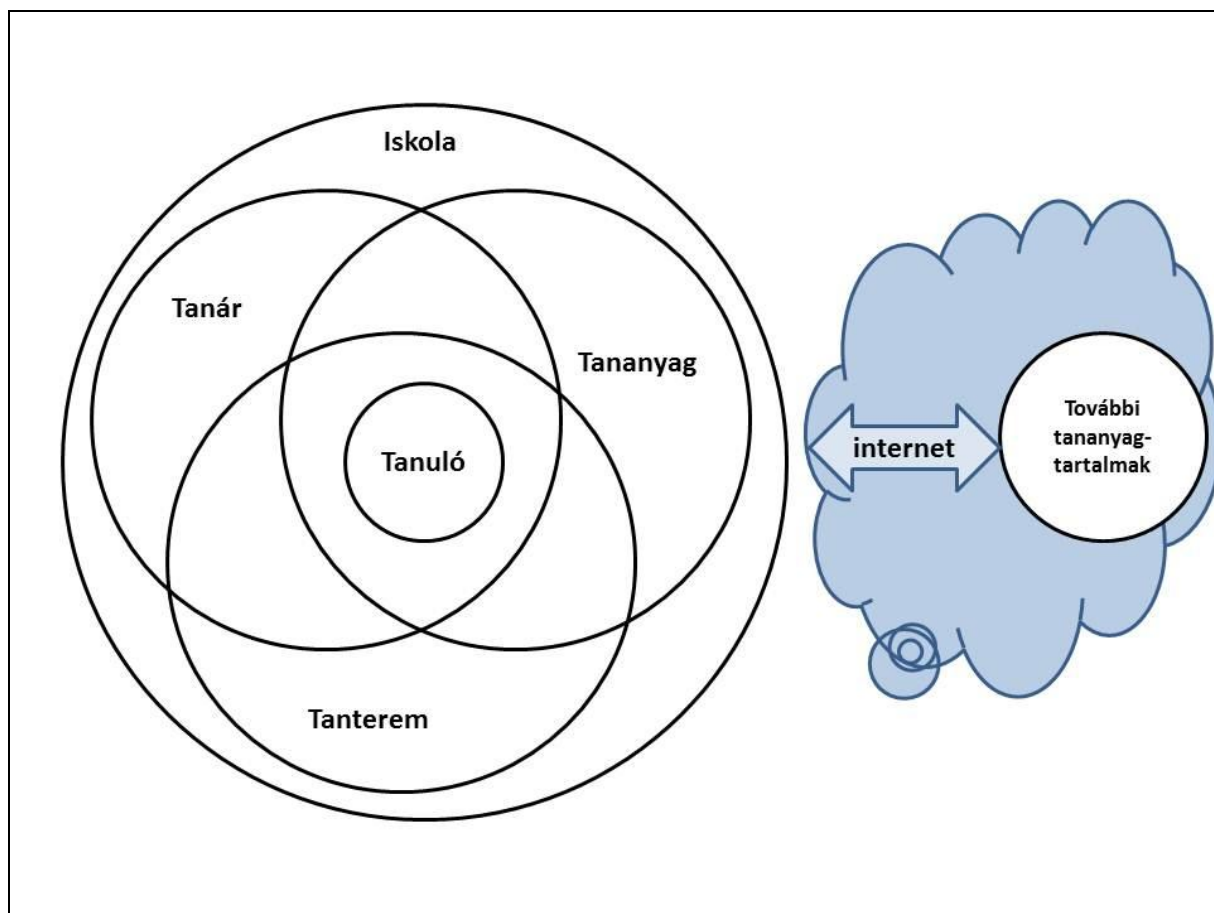 Iskola
Tanár
Tananyag
Tanuló
Tanterem
internet
További
tananyag-
tartalmak